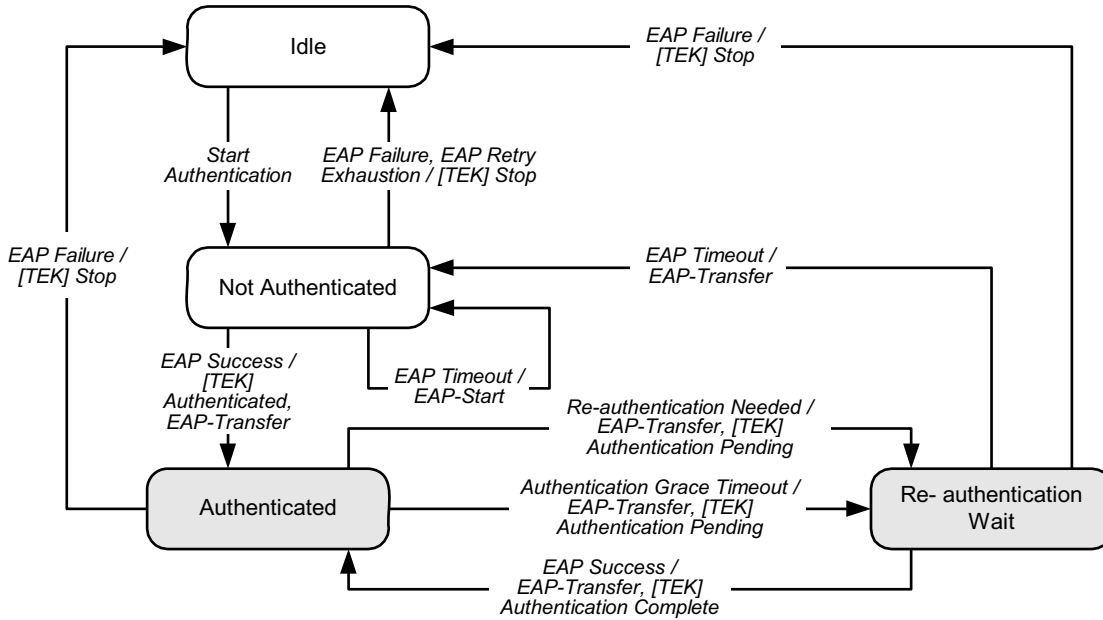 Idle
EAP Failure /
[TEK] Stop
Start
Authentication
EAP Failure, EAP Retry
Exhaustion / [TEK] Stop
EAP Failure /
[TEK] Stop
Not Authenticated
EAP Timeout /
EAP-Transfer
EAP Success /
[TEK]
Authenticated,
EAP-Transfer
EAP Timeout /
EAP-Start
Re-authentication Needed /
EAP-Transfer, [TEK]
Authentication Pending
Authenticated
Authentication Grace Timeout /
EAP-Transfer, [TEK]
Authentication Pending
Re- authentication
Wait
EAP Success /
EAP-Transfer, [TEK]
Authentication Complete